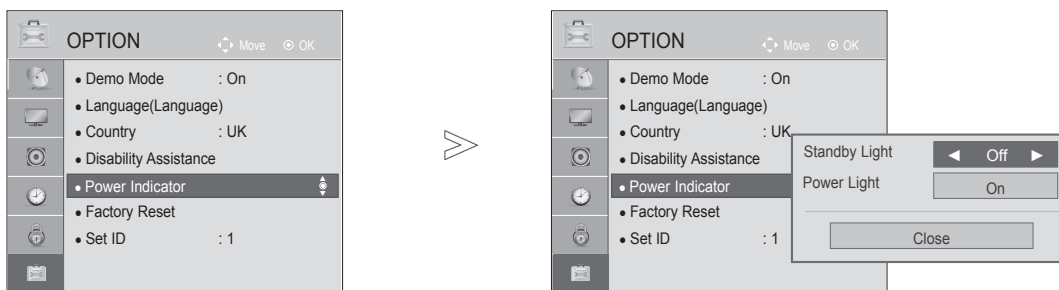 OPTION
Move OK
• Demo Mode : On
• Language(Language)
• Country : UK
• Disability Assistance
• Power Indicator
• Factory Reset
• Set ID : 1
OPTION
Move OK
• Demo Mode : On
• Language(Language)
• Country : UK
• Disability Assistance
• Power Indicator
• Factory Reset
• Set ID : 1
Standby Light ◄ Off ►
Power Light On
Close